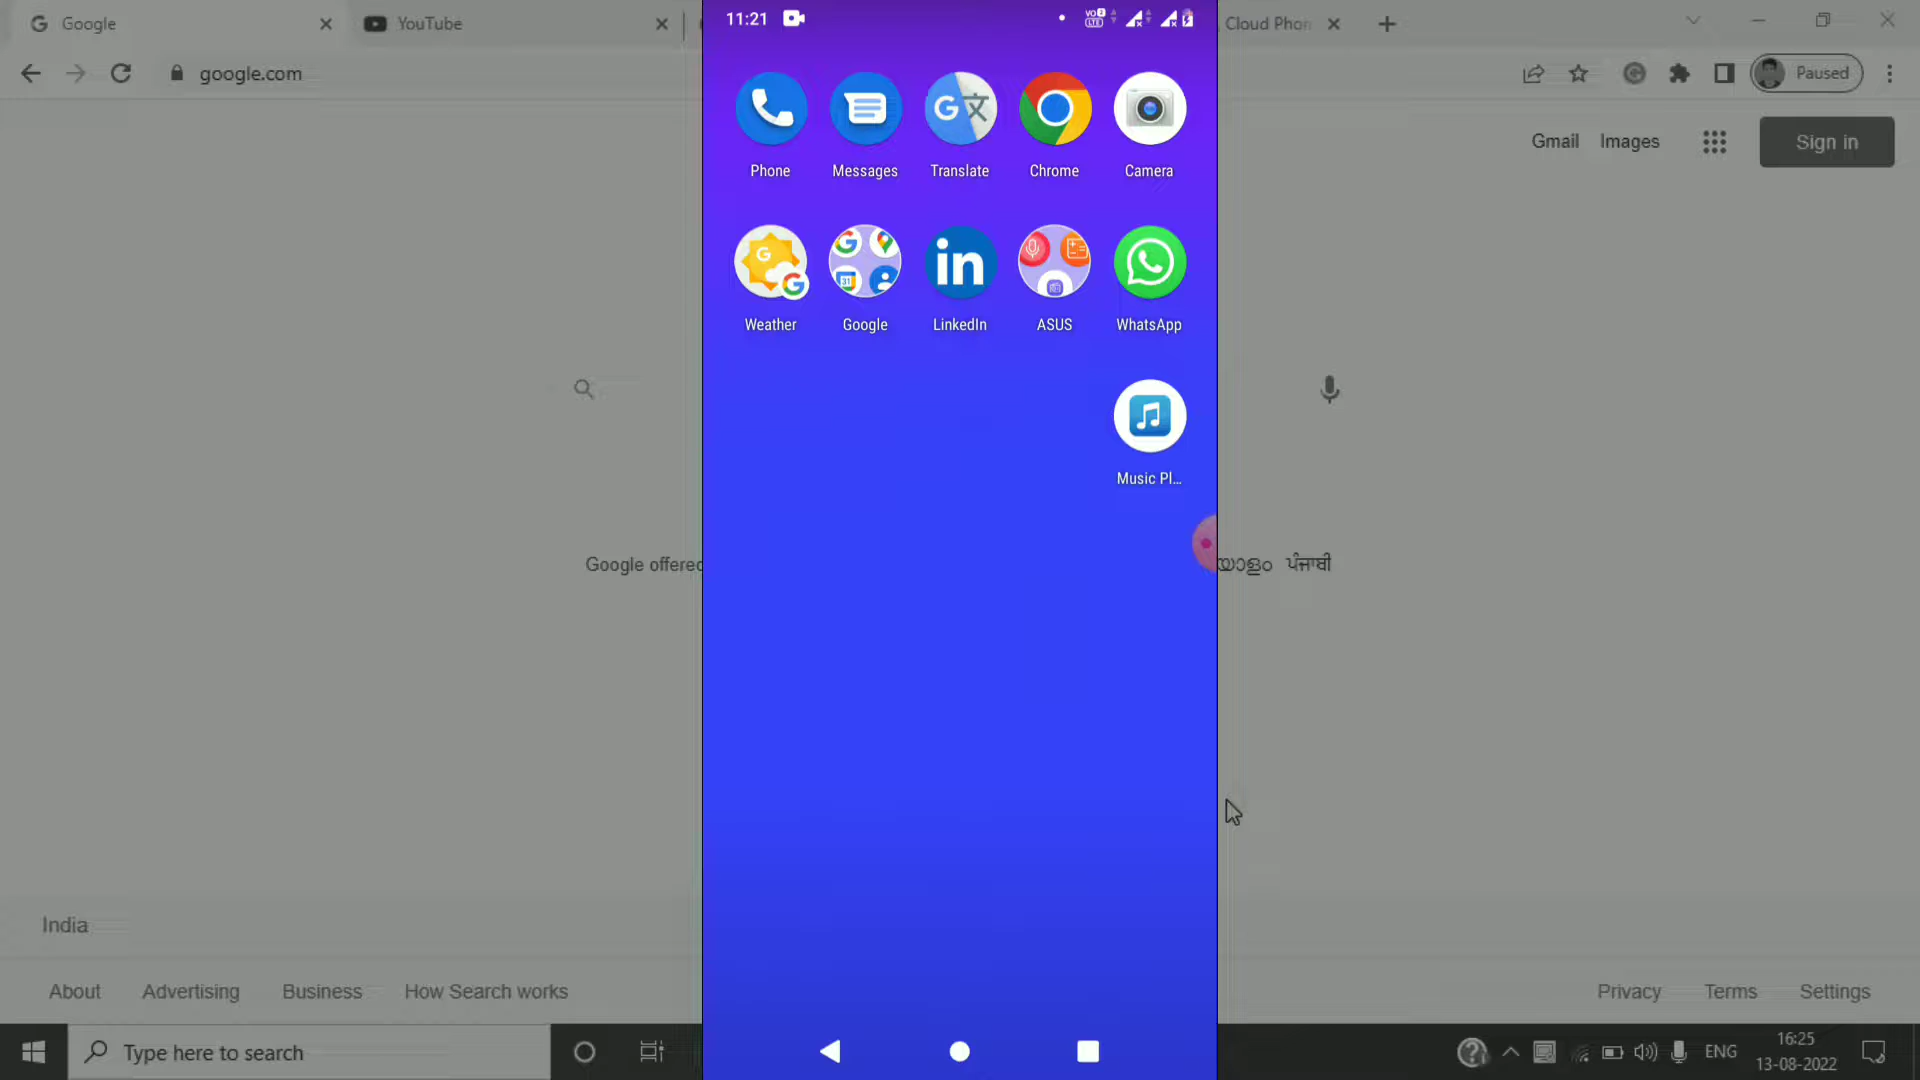 Google
YouTube
11:21
Cloud Phon
google.com
Paused
Gmail Images Sign in
Phone Messages Translate Chrome Camera
Weather Google LinkedIn ASUS WhatsApp
Music Pl...
Google offered
യാളം ਪੰਜਾਬੀ
India
About Advertising Business How Search works
Privacy Terms Settings
Type here to search
ENG
16:25
13-08-2022